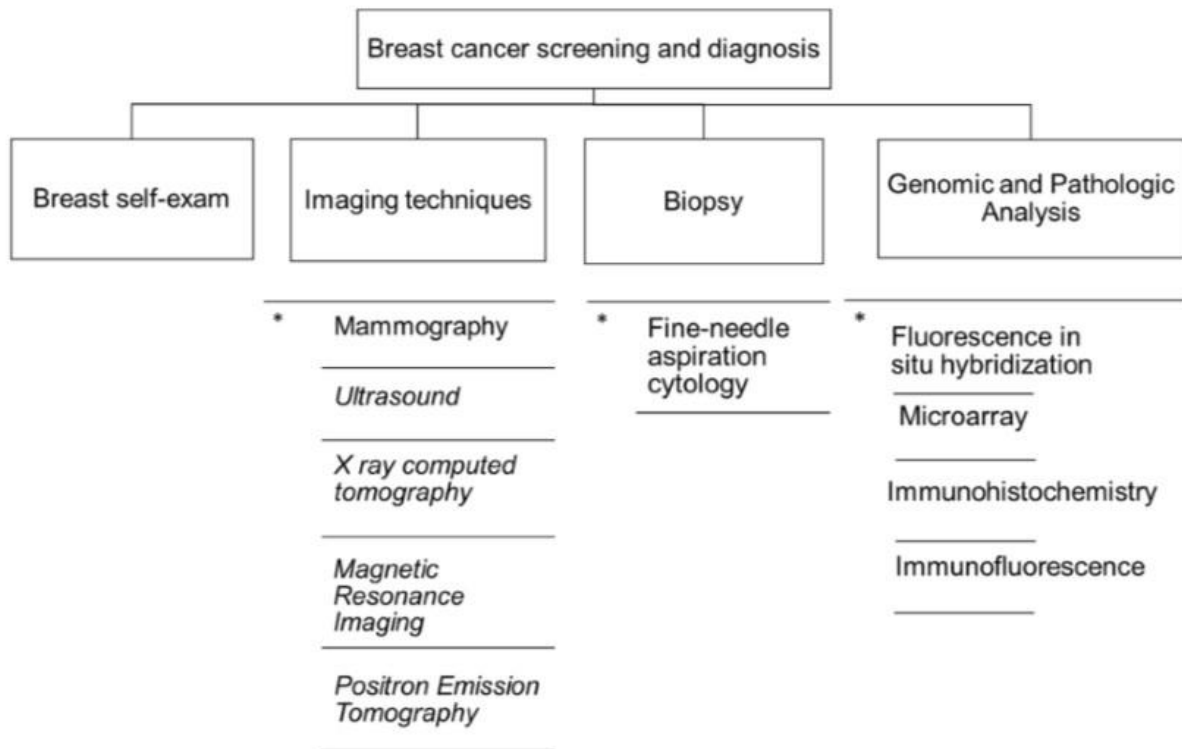 Breast cancer screening and diagnosis
Breast self-exam
Imaging techniques
Biopsy
Genomic and Pathologic
Analysis
*
Mammography
Ultrasound
X ray computed
tomography
Magnetic
Resonance
Imaging
Positron Emission
Tomography
*
Fine-needle
aspiration
cytology
*
Fluorescence in
situ hybridization
Microarray
Immunohistochemistry
Immunofluorescence